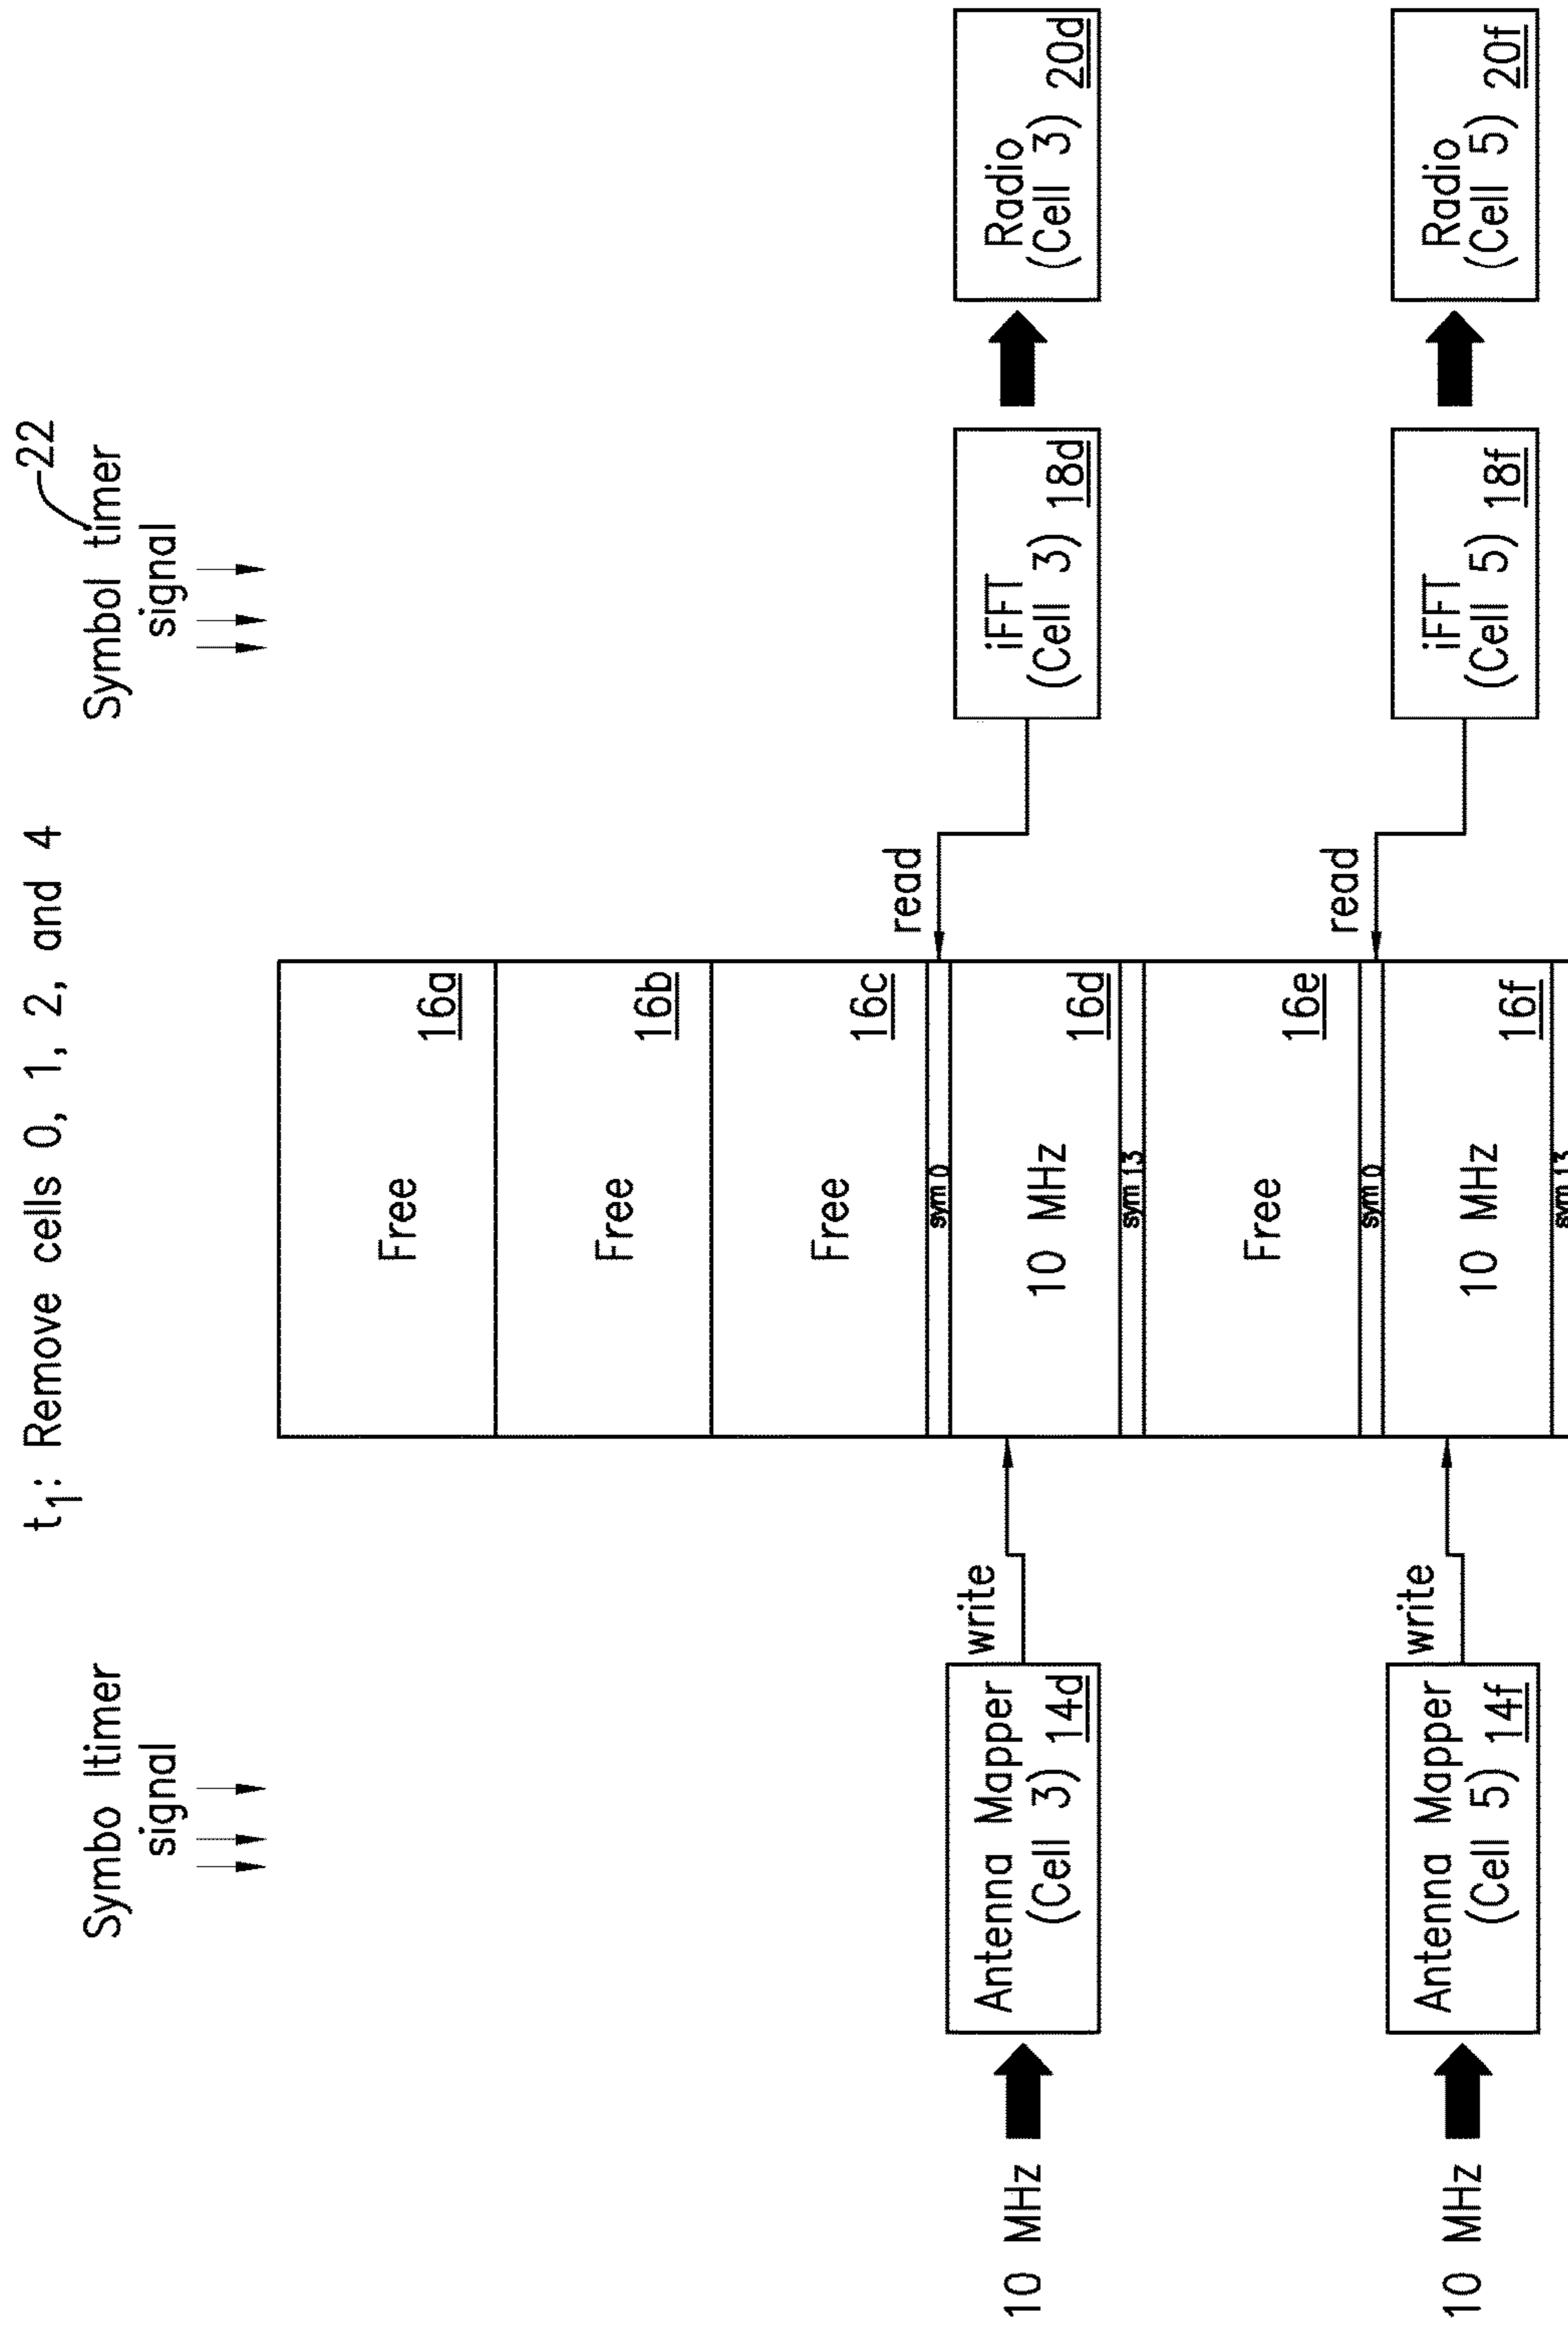 t1: Remove cells 0, 1, 2, and 4
Symbo ltimer
signal
Symbol timer
signal
22
Free
16a
Free
16b
Free
16c
sym 0
read
10 MHz
Antenna Mapper
(Cell 3) 14d
write
10 MHz
16d
iFFT
(Cell 3) 18d
Radio
(Cell 3) 20d
sym 13
Free
16e
sym 0
read
10 MHz
Antenna Mapper
(Cell 5) 14f
write
10 MHz
16f
iFFT
(Cell 5) 18f
Radio
(Cell 5) 20f
sym 13